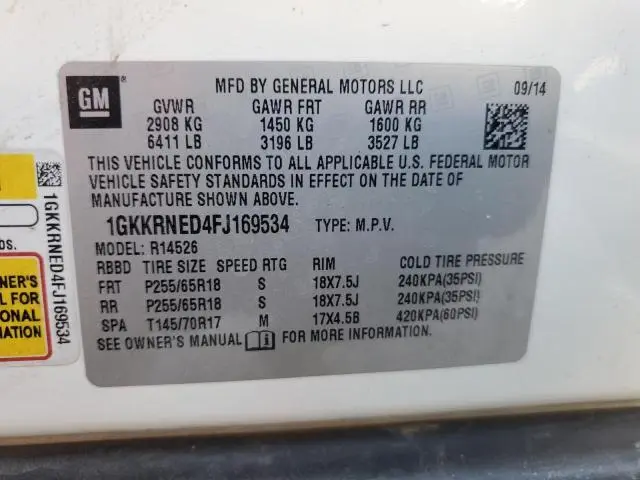 GM
MFD BY GENERAL MOTORS LLC 09/14
GVWR GAWR FRT GAWR RR
2908 KG 1450 KG 1600 KG
6411 LB 3196 LB 3527 LB
THIS VEHICLE CONFORMS TO ALL APPLICABLE U.S. FEDERAL MOTOR
VEHICLE SAFETY STANDARDS IN EFFECT ON THE DATE OF
MANUFACTURE SHOWN ABOVE.
1GKKRNED4FJ169534 TYPE: M.P.V.
MODEL: R14526
RBBD TIRE SIZE SPEED RTG RIM COLD TIRE PRESSURE
FRT P255/65R18 S 18X7.5J 240KPA(35PSI)
RR P255/65R18 S 18X7.5J 240KPA(35PSI)
SPA T145/70R17 M 17X4.5B 420KPA(60PSI)
SEE OWNER'S MANUAL FOR MORE INFORMATION
1GKKRNED4FJ169534